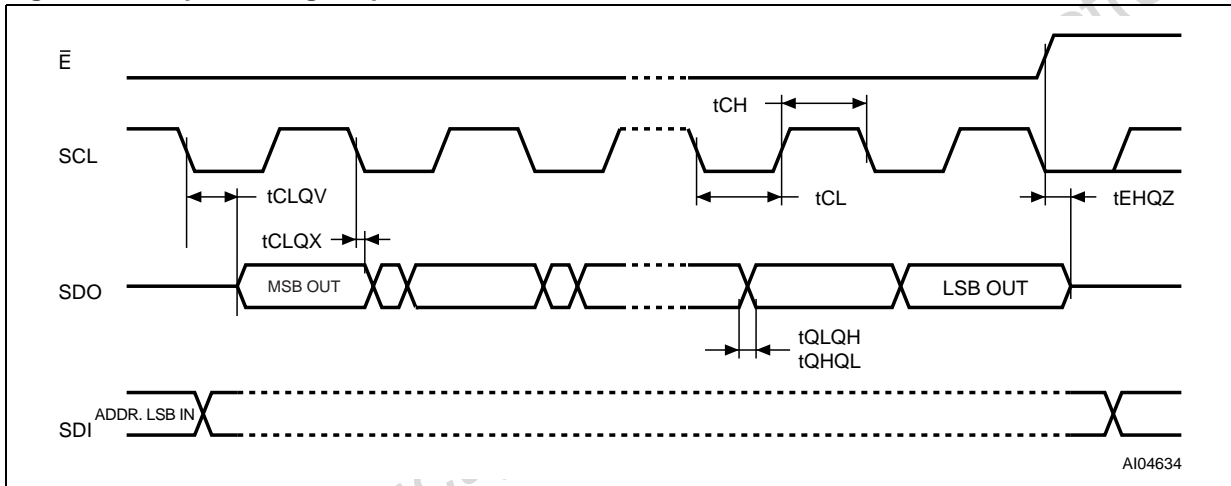 Ē
tCH
SCL
tCLQV
tCL
tEHQZ
tCLQX
SDO
MSB OUT
LSB OUT
tQLQH
tQHQL
SDI
ADDR. LSB IN
AI04634